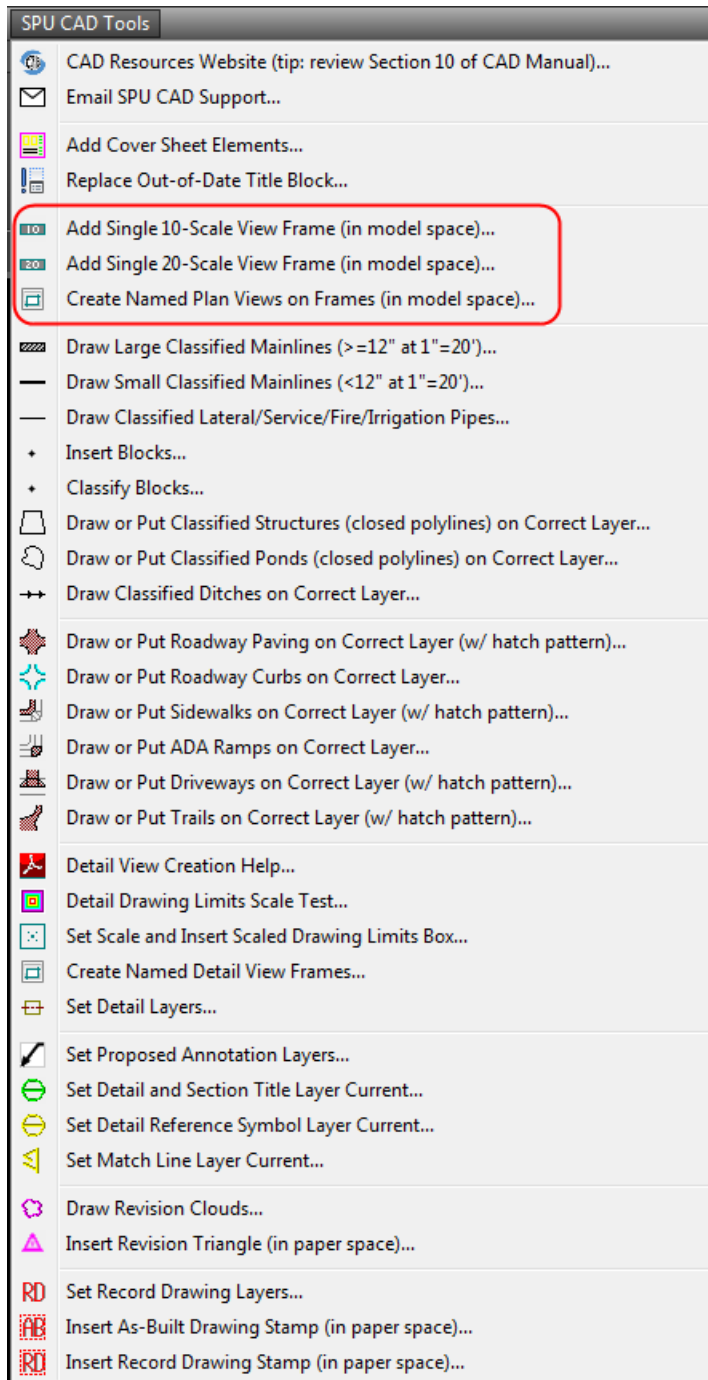 SPU CAD Tools
CAD Resources Website (tip: review Section 10 of CAD Manual)...
Email SPU CAD Support...
Add Cover Sheet Elements...
Replace Out-of-Date Title Block...
10 Add Single 10-Scale View Frame (in model space)...
20 Add Single 20-Scale View Frame (in model space)...
Create Named Plan Views on Frames (in model space)...
Draw Large Classified Mainlines (>=12" at 1"=20')...
Draw Small Classified Mainlines (<12" at 1"=20')...
Draw Classified Lateral/Service/Fire/Irrigation Pipes...
Insert Blocks...
Classify Blocks...
Draw or Put Classified Structures (closed polylines) on Correct Layer...
Draw or Put Classified Ponds (closed polylines) on Correct Layer...
Draw Classified Ditches on Correct Layer...
Draw or Put Roadway Paving on Correct Layer (w/ hatch pattern)...
Draw or Put Roadway Curbs on Correct Layer...
Draw or Put Sidewalks on Correct Layer (w/ hatch pattern)...
Draw or Put ADA Ramps on Correct Layer...
Draw or Put Driveways on Correct Layer (w/ hatch pattern)...
Draw or Put Trails on Correct Layer (w/ hatch pattern)...
Detail View Creation Help...
Detail Drawing Limits Scale Test...
Set Scale and Insert Scaled Drawing Limits Box...
Create Named Detail View Frames...
Set Detail Layers...
Set Proposed Annotation Layers...
Set Detail and Section Title Layer Current...
Set Detail Reference Symbol Layer Current...
Set Match Line Layer Current...
Draw Revision Clouds...
Insert Revision Triangle (in paper space)...
RD Set Record Drawing Layers...
AB Insert As-Built Drawing Stamp (in paper space)...
RD Insert Record Drawing Stamp (in paper space)...